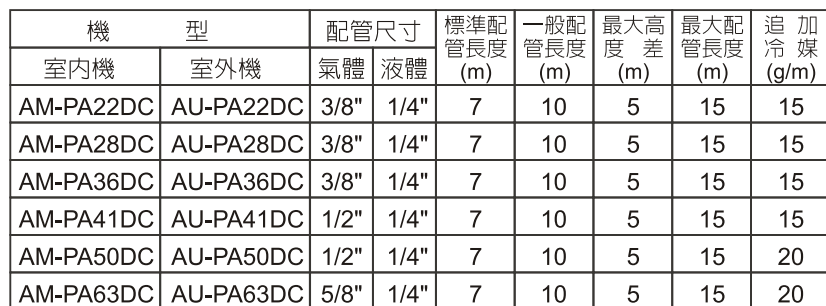 機 型 配管尺寸 標準配管長度(m) 一般配管長度(m) 最大高度差(m) 最大配管長度(m) 追加冷媒(g/m)
室內機 室外機 氣體 液體
AM-PA22DC AU-PA22DC 3/8" 1/4" 7 10 5 15 15
AM-PA28DC AU-PA28DC 3/8" 1/4" 7 10 5 15 15
AM-PA36DC AU-PA36DC 3/8" 1/4" 7 10 5 15 15
AM-PA41DC AU-PA41DC 1/2" 1/4" 7 10 5 15 15
AM-PA50DC AU-PA50DC 1/2" 1/4" 7 10 5 15 20
AM-PA63DC AU-PA63DC 5/8" 1/4" 7 10 5 15 20